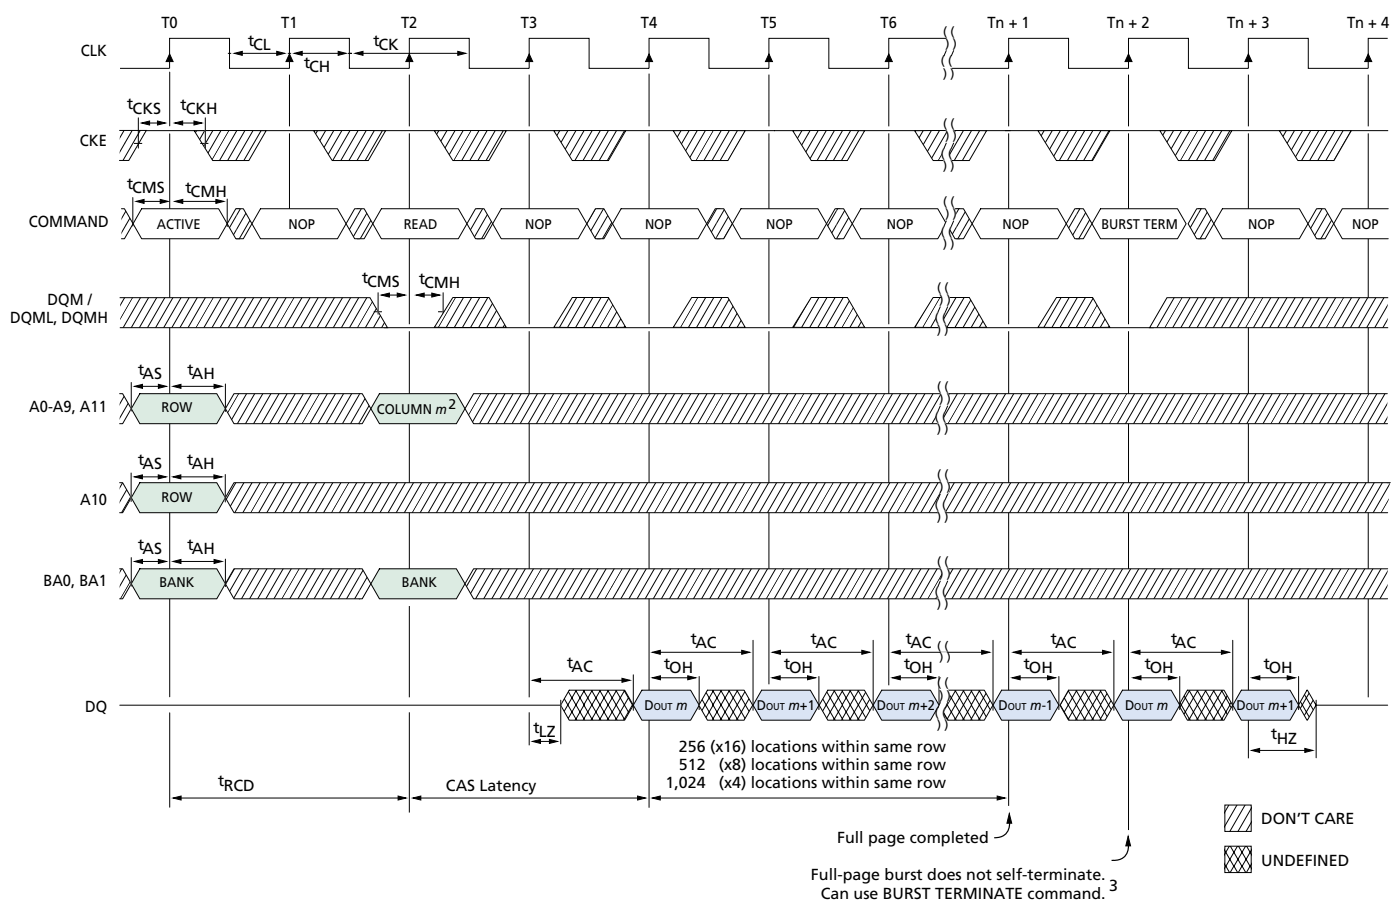 T0 T1 T2 T3 T4 T5 T6 Tn + 1 Tn + 2 Tn + 3 Tn + 4
CLK
tCL tCK
tCH
tCKS tCKH
CKE
tCMS tCMH
COMMAND ACTIVE NOP READ NOP NOP NOP NOP NOP BURST TERM NOP NOP
tCMS tCMH
DQM /
DQML, DQMH
tAS tAH
A0-A9, A11 ROW COLUMN m2
tAS tAH
A10 ROW
tAS tAH
BA0, BA1 BANK BANK
tAC tAC tAC tAC tAC
tAC tOH tOH tOH tOH tOH tOH
DQ DOUT m DOUT m+1 DOUT m+2 DOUT m-1 DOUT m DOUT m+1
tLZ tHZ
256 (x16) locations within same row
512 (x8) locations within same row
1,024 (x4) locations within same row
tRCD CAS Latency
Full page completed
DON'T CARE
UNDEFINED
Full-page burst does not self-terminate.
Can use BURST TERMINATE command. 3